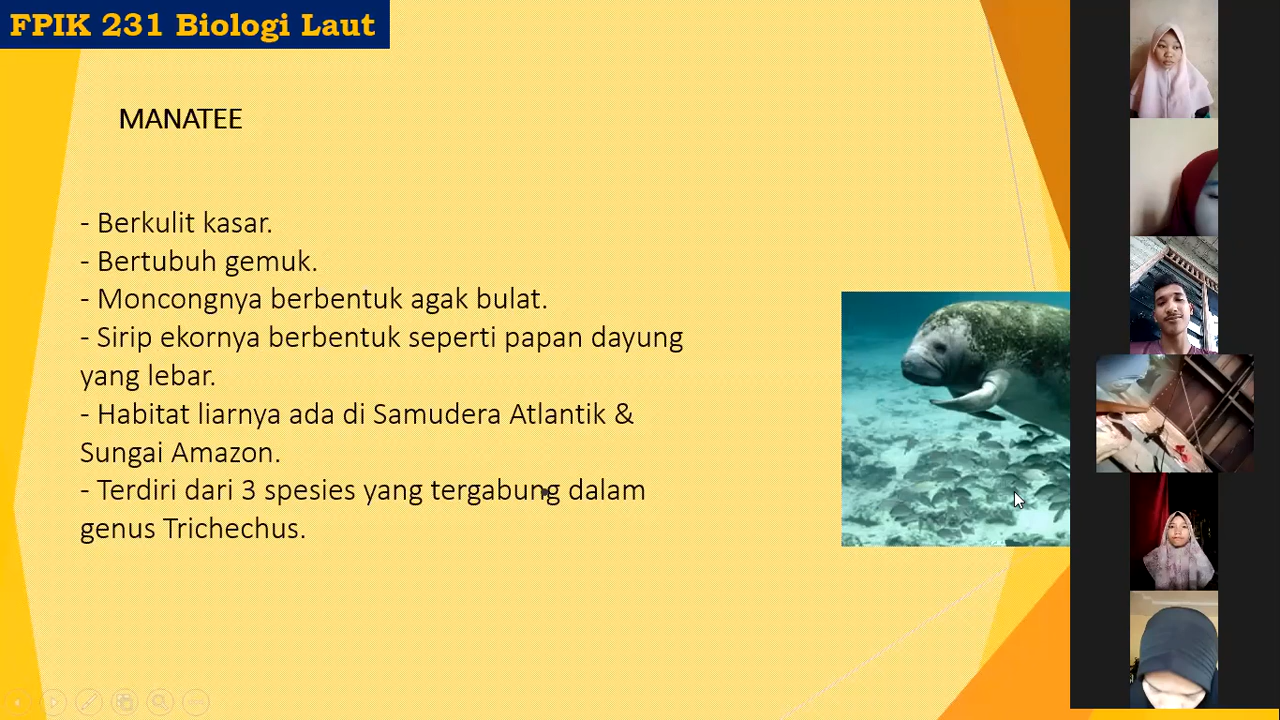 FPIK 231 Biologi Laut
MANATEE
- Berkulit kasar.
- Bertubuh gemuk.
- Moncongnya berbentuk agak bulat.
- Sirip ekornya berbentuk seperti papan dayung
yang lebar.
- Habitat liarnya ada di Samudera Atlantik &
Sungai Amazon.
- Terdiri dari 3 spesies yang tergabung dalam
genus Trichechus.